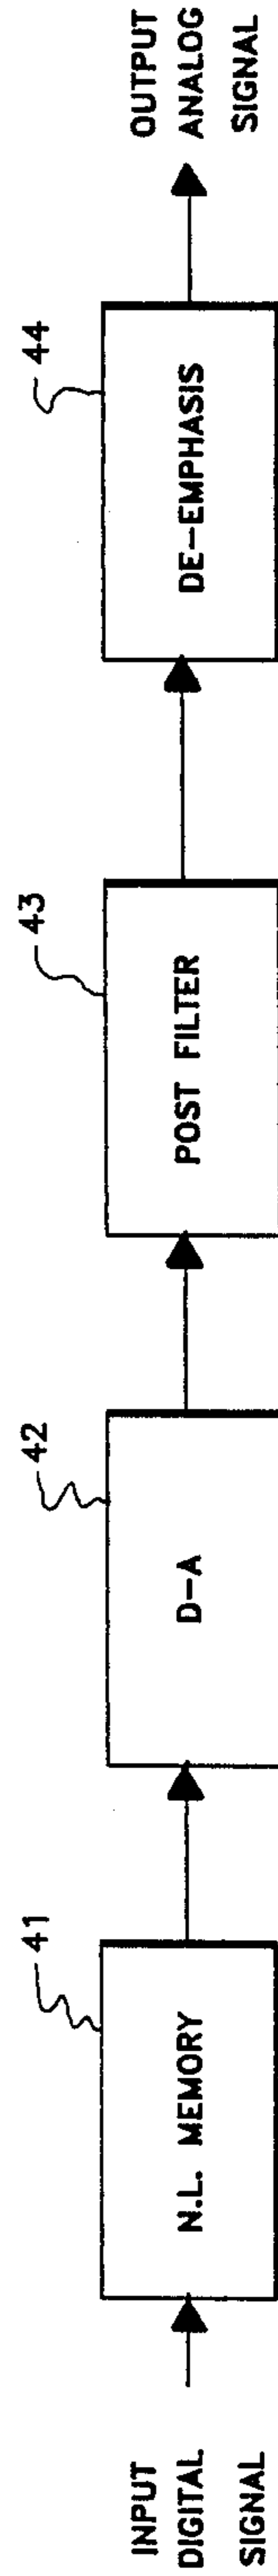 INPUT
DIGITAL
SIGNAL
41
N.L. MEMORY
42
D-A
43
POST FILTER
44
DE-EMPHASIS
OUTPUT
ANALOG
SIGNAL